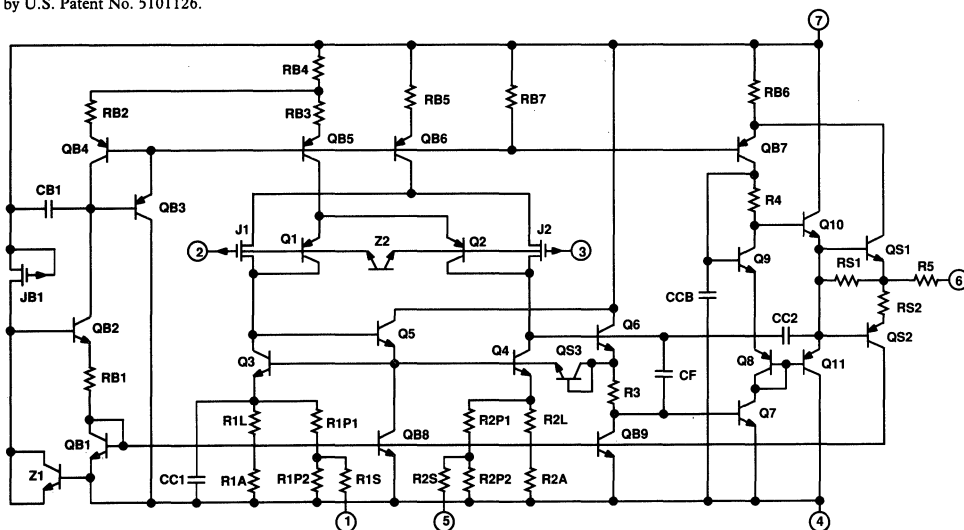 by U.S. Patent No. 5101126.
7
RB4
RB2
RB3
RB5
RB7
RB6
QB4
QB5
QB6
QB7
CB1
QB3
R4
J1
J2
Q10
2
Q1
Z2
Q2
3
Q9
RS1
QS1
R5
6
JB1
CCB
RS2
QB2
Q5
Q6
CC2
QS2
Q3
Q4
QS3
Q8
Q11
RB1
CF
R3
R1L
R1P1
R2P1
R2L
Q7
QB1
QB8
QB9
Z1
CC1
R1A
R1P2
R1S
R2S
R2P2
R2A
1
5
4